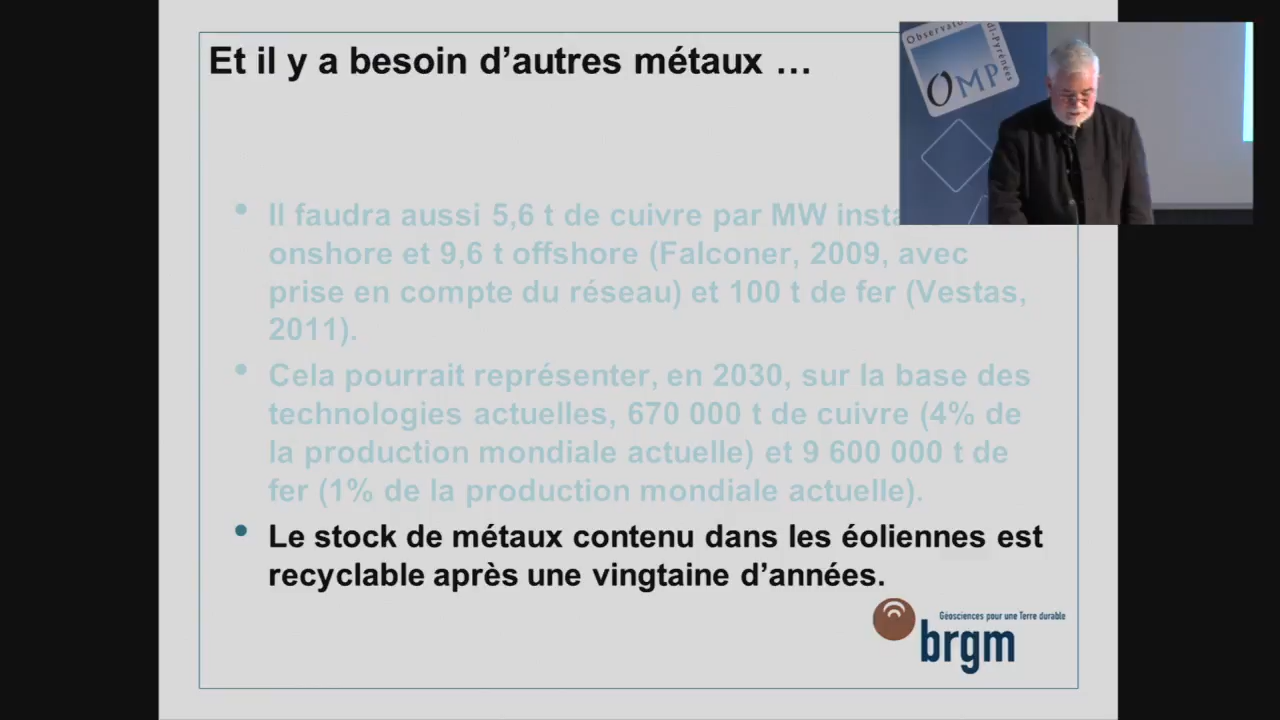 Et il y a besoin d’autres métaux …
Observato
di-Pyrénées
OMP
• Il faudra aussi 5,6 t de cuivre par MW
onshore et 9,6 t offshore (Falconer, 2009, avec
prise en compte du réseau) et 100 t de fer (Vestas,
2011).
• Cela pourrait représenter, en 2030, sur la base des
technologies actuelles, 670 000 t de cuivre (4% de
la production mondiale actuelle) et 9 600 000 t de
fer (1% de la production mondiale actuelle).
• Le stock de métaux contenu dans les éoliennes est
recyclable après une vingtaine d’années.
Géosciences pour une Terre durable
brgm